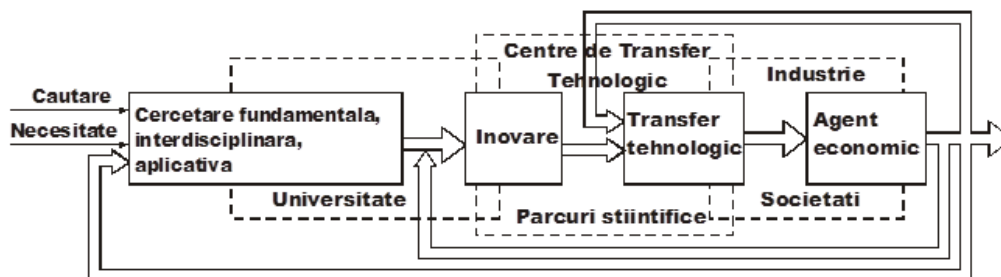 Centre de Transfer
Tehnologic
Industrie
Cautare
Necesitate
Cercetare fundamentala,
interdisciplinara,
aplicativa
Inovare
Transfer
tehnologic
Agent
economic
Universitate
Parcuri stiintifice
Societati